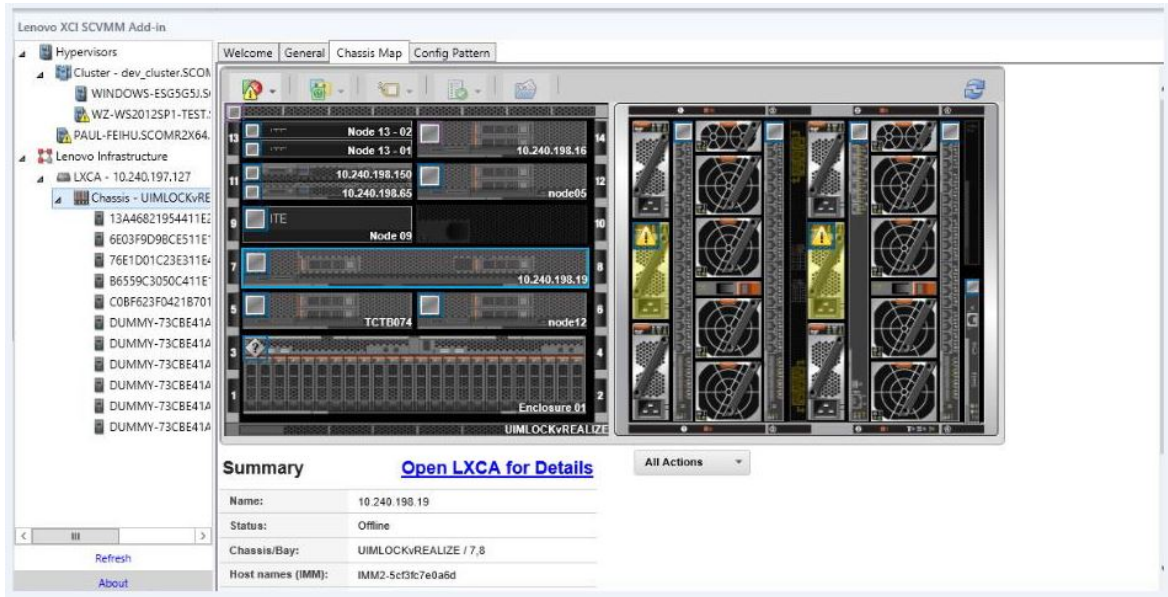 Lenovo XCI SCVMM Add-in
Hypervisors
Cluster - dev_cluster.SCOM
WINDOWS-ESG5G5J.S
WZ-WS2012SP1-TEST.
PAUL-FEIHU.SCOMR2X64.
Lenovo Infrastructure
LXCA - 10.240.197.127
Chassis - UIMLOCKvRE
13A46821954411E2
6E03F9D9BCE511E
76E1D01C23E311E
B6559C3050C411E
C0BF623F0421B701
DUMMY-73CBE41A
DUMMY-73CBE41A
DUMMY-73CBE41A
DUMMY-73CBE41A
DUMMY-73CBE41A
DUMMY-73CBE41A
Refresh
About
Welcome General Chassis Map Config Pattern
13 Node 13 - 02 14
Node 13 - 01 10.240.198.16
11 10.240.198.150 12
10.240.198.65 node05
9 ITE 10
Node 09
7 8
10.240.198.19
5 6
TCTB074 node12
3 4
1 2
Enclosure 01
UIMLOCKvREALIZE
Summary Open LXCA for Details
All Actions
Name: 10.240.198.19
Status: Offline
Chassis/Bay: UIMLOCKvREALIZE / 7,8
Host names (IMM): IMM2-5cf3fc7e0a6d